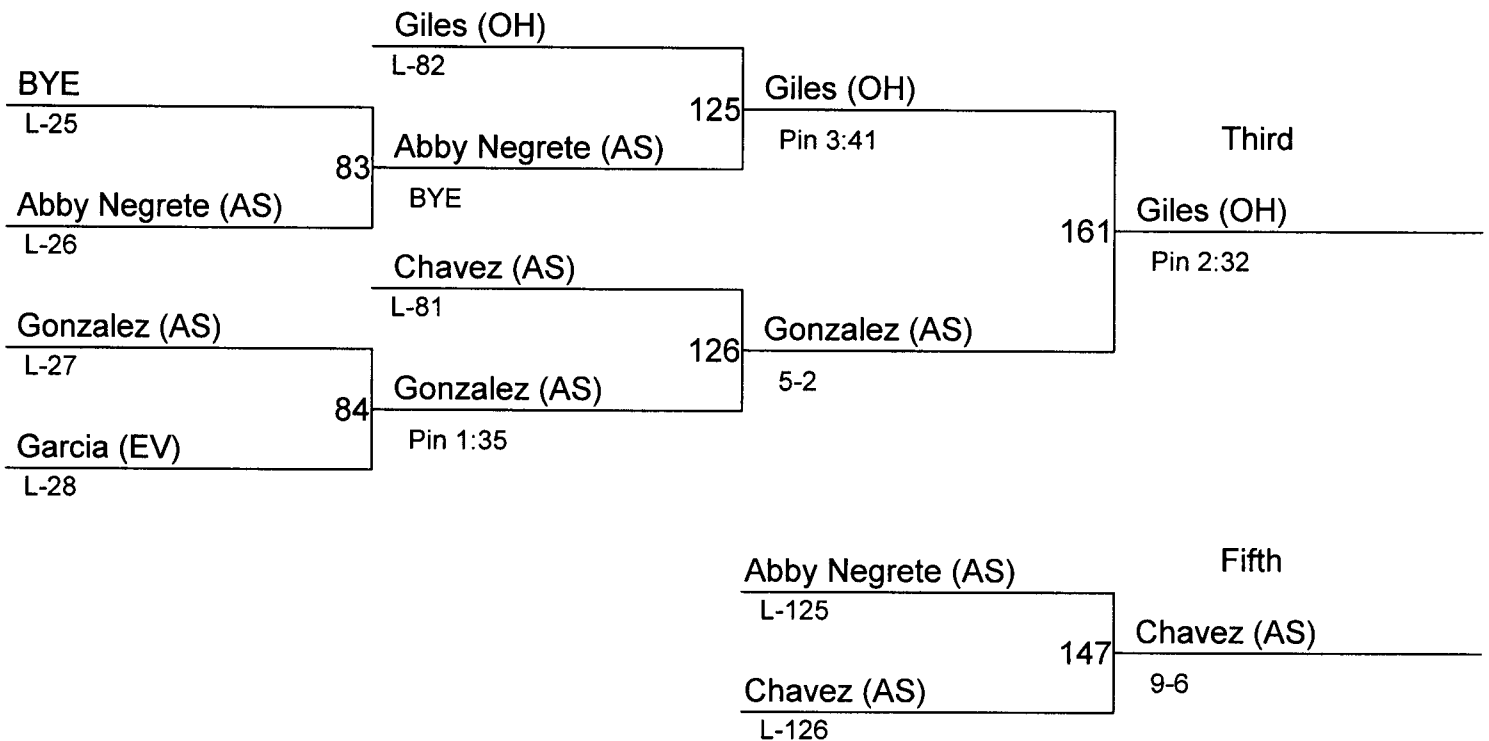 Giles (OH)
L-82
BYE
L-25
125
Giles (OH)
Pin 3:41
Third
83
Abby Negrete (AS)
BYE
Abby Negrete (AS)
L-26
161
Giles (OH)
Pin 2:32
Chavez (AS)
L-81
Gonzalez (AS)
L-27
126
Gonzalez (AS)
5-2
84
Gonzalez (AS)
Pin 1:35
Garcia (EV)
L-28
Abby Negrete (AS)
L-125
Fifth
147
Chavez (AS)
9-6
Chavez (AS)
L-126